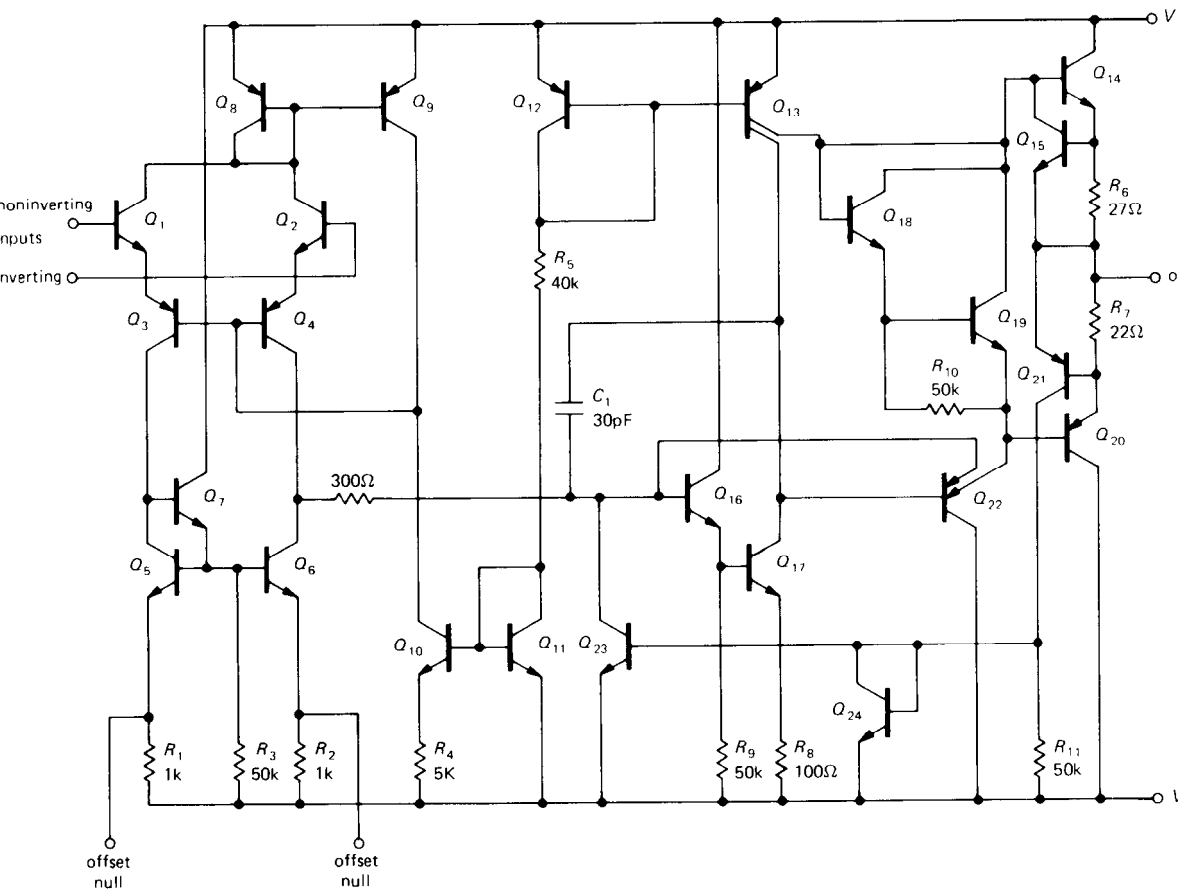 V
Q8
Q9
Q12
Q13
Q14
Q15
noninverting
Q1
Q2
Q18
R6
27Ω
inputs
R5
40k
inverting
o
Q3
Q4
Q19
R7
22Ω
R10
50k
Q21
C1
30pF
Q20
300Ω
Q7
Q16
Q22
Q5
Q6
Q17
Q10
Q11
Q23
Q24
R1
1k
R3
50k
R2
1k
R4
5K
R9
50k
R8
100Ω
R11
50k
V
offset
null
offset
null